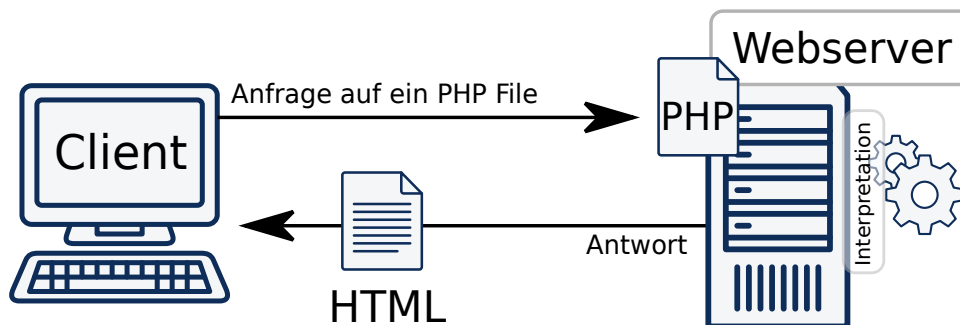 Webserver
Anfrage auf ein PHP File
PHP
Client
Interpretation
Antwort
HTML